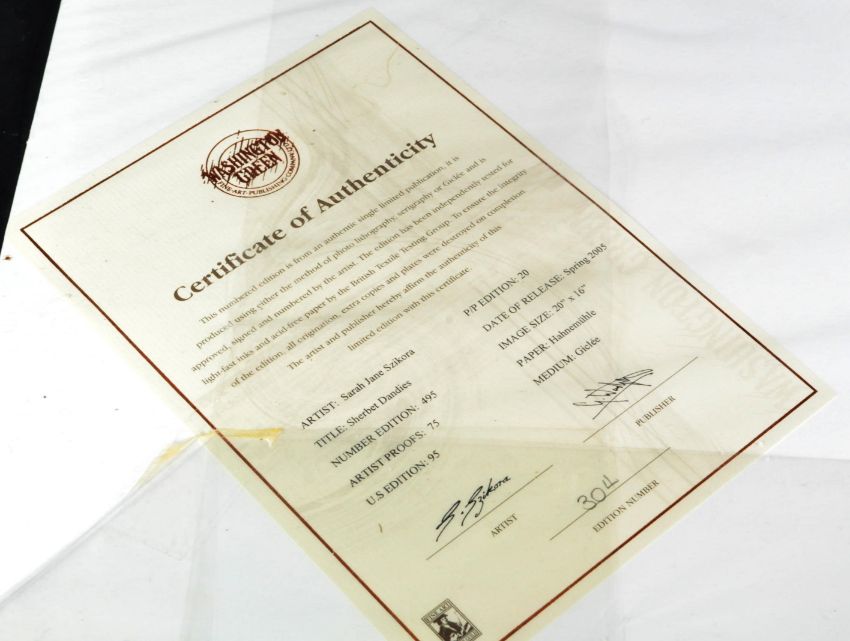 WASHINGTON
GREEN
FINE·ART·PUBLISHING·COMPANY
Certificate of Authenticity
This numbered edition is from an authentic single limited publication, it is
produced using either the method of photo lithography, serigraphy or Giclée and is
approved, signed and numbered by the artist. The edition has been independently tested for
light-fast inks and acid free paper by the British Textile Testing Group. To ensure the integrity
of the edition, all origination, extra copies and plates were destroyed on completion
The artist and publisher hereby affirm the authenticity of this
limited edition with this certificate.
ARTIST: Sarah Jane Szikora
TITLE: Sherbet Dandies
NUMBER EDITION: 495
ARTIST PROOFS: 75
U.S EDITION: 95
P/P EDITION: 20
DATE OF RELEASE: Spring 2005
IMAGE SIZE: 20" x 16"
PAPER: Hahnemühle
MEDIUM: Giclée
PUBLISHER
S. Szikora
ARTIST
304
EDITION NUMBER
FINE ART